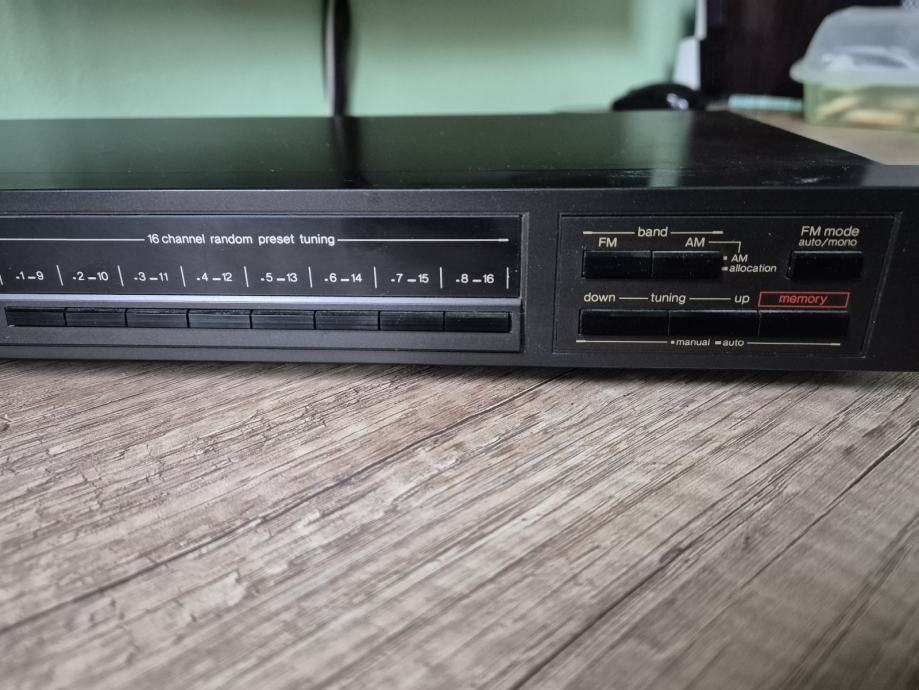 16 channel random preset tuning
1 9 2 10 3 11 4 12 5 13 6 14 7 15 8 16
band
FM AM
AM
allocation
FM mode
auto/mono
down tuning up memory
manual auto